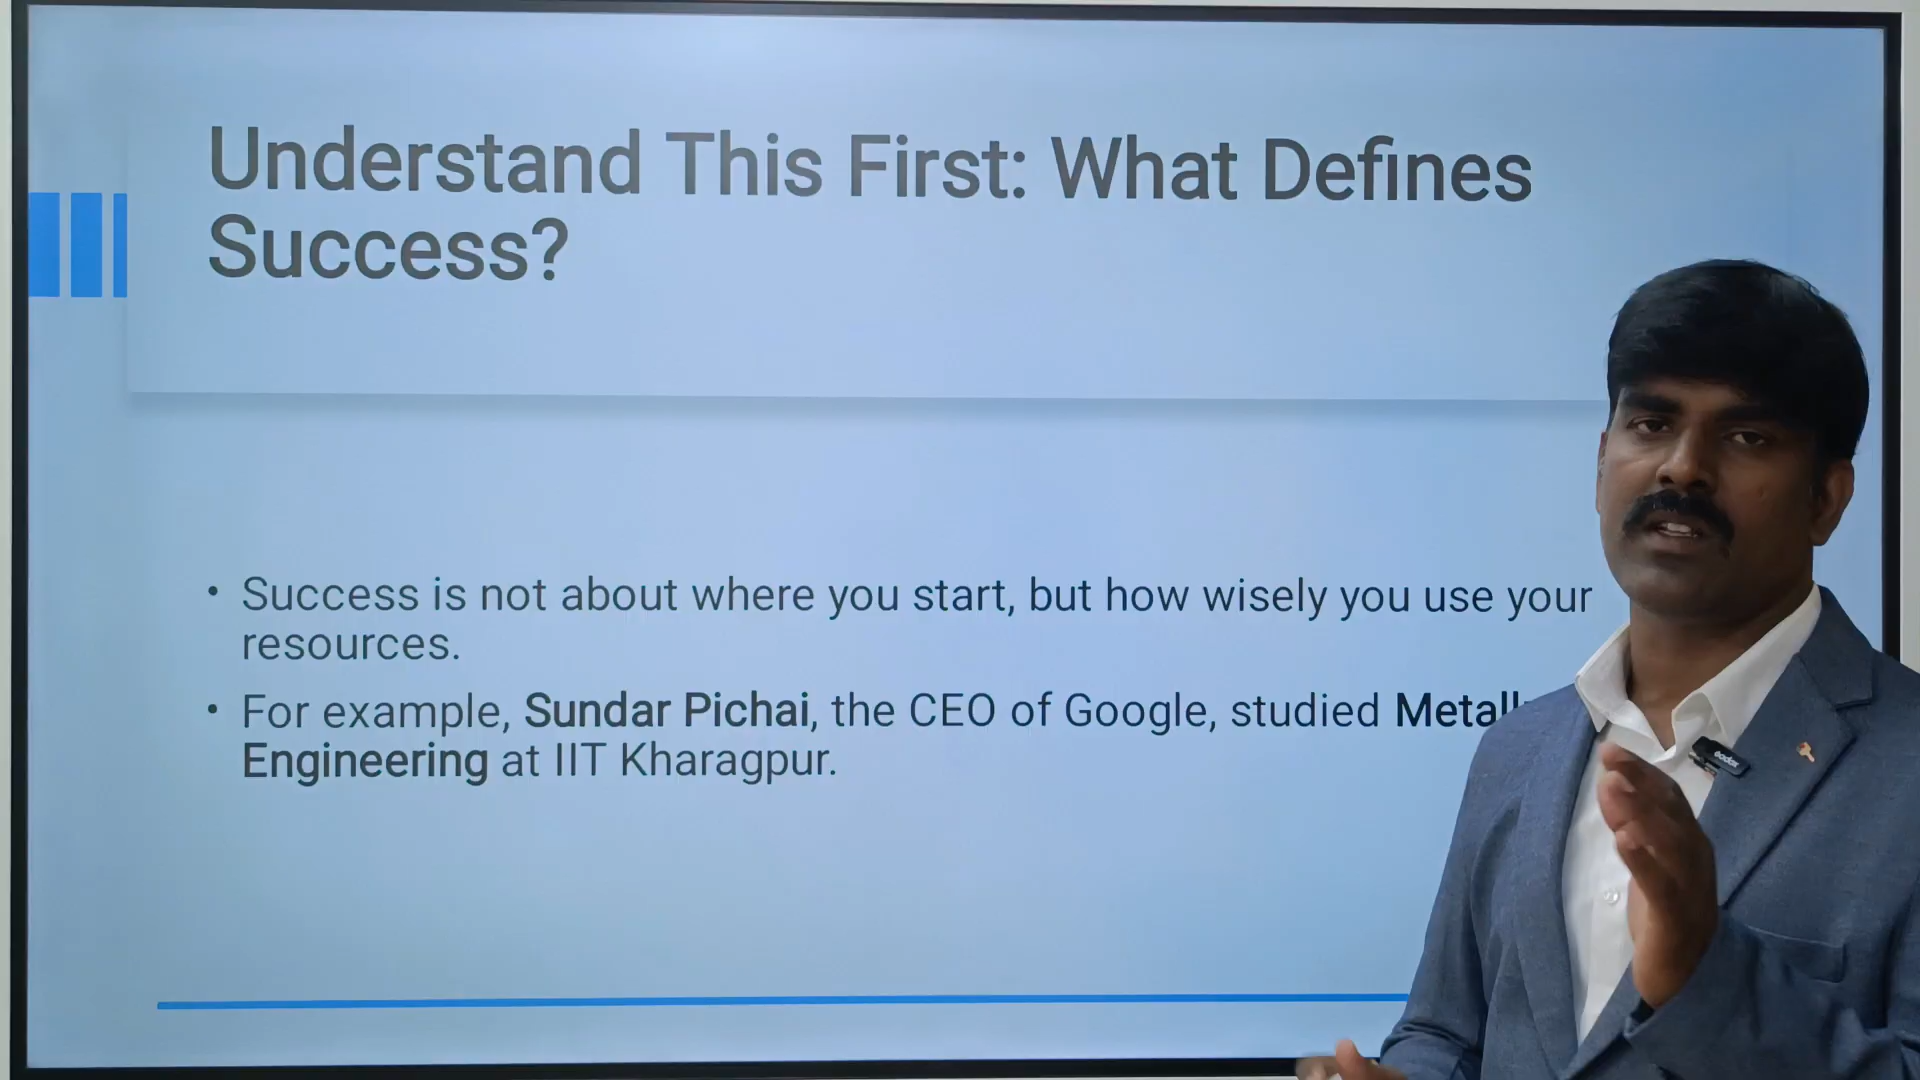 Understand This First: What Defines
Success?
• Success is not about where you start, but how wisely you use your
resources.
• For example, Sundar Pichai, the CEO of Google, studied
Engineering at IIT Kharagpur.
Godox